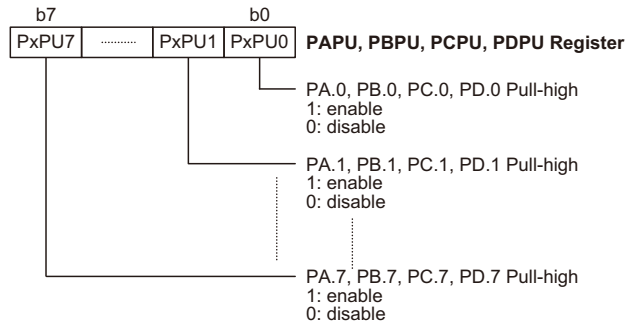 b7 b0
PxPU7 ........... PxPU1 PxPU0 PAPU, PBPU, PCPU, PDPU Register
PA.0, PB.0, PC.0, PD.0 Pull-high
1: enable
0: disable
PA.1, PB.1, PC.1, PD.1 Pull-high
1: enable
0: disable
PA.7, PB.7, PC.7, PD.7 Pull-high
1: enable
0: disable